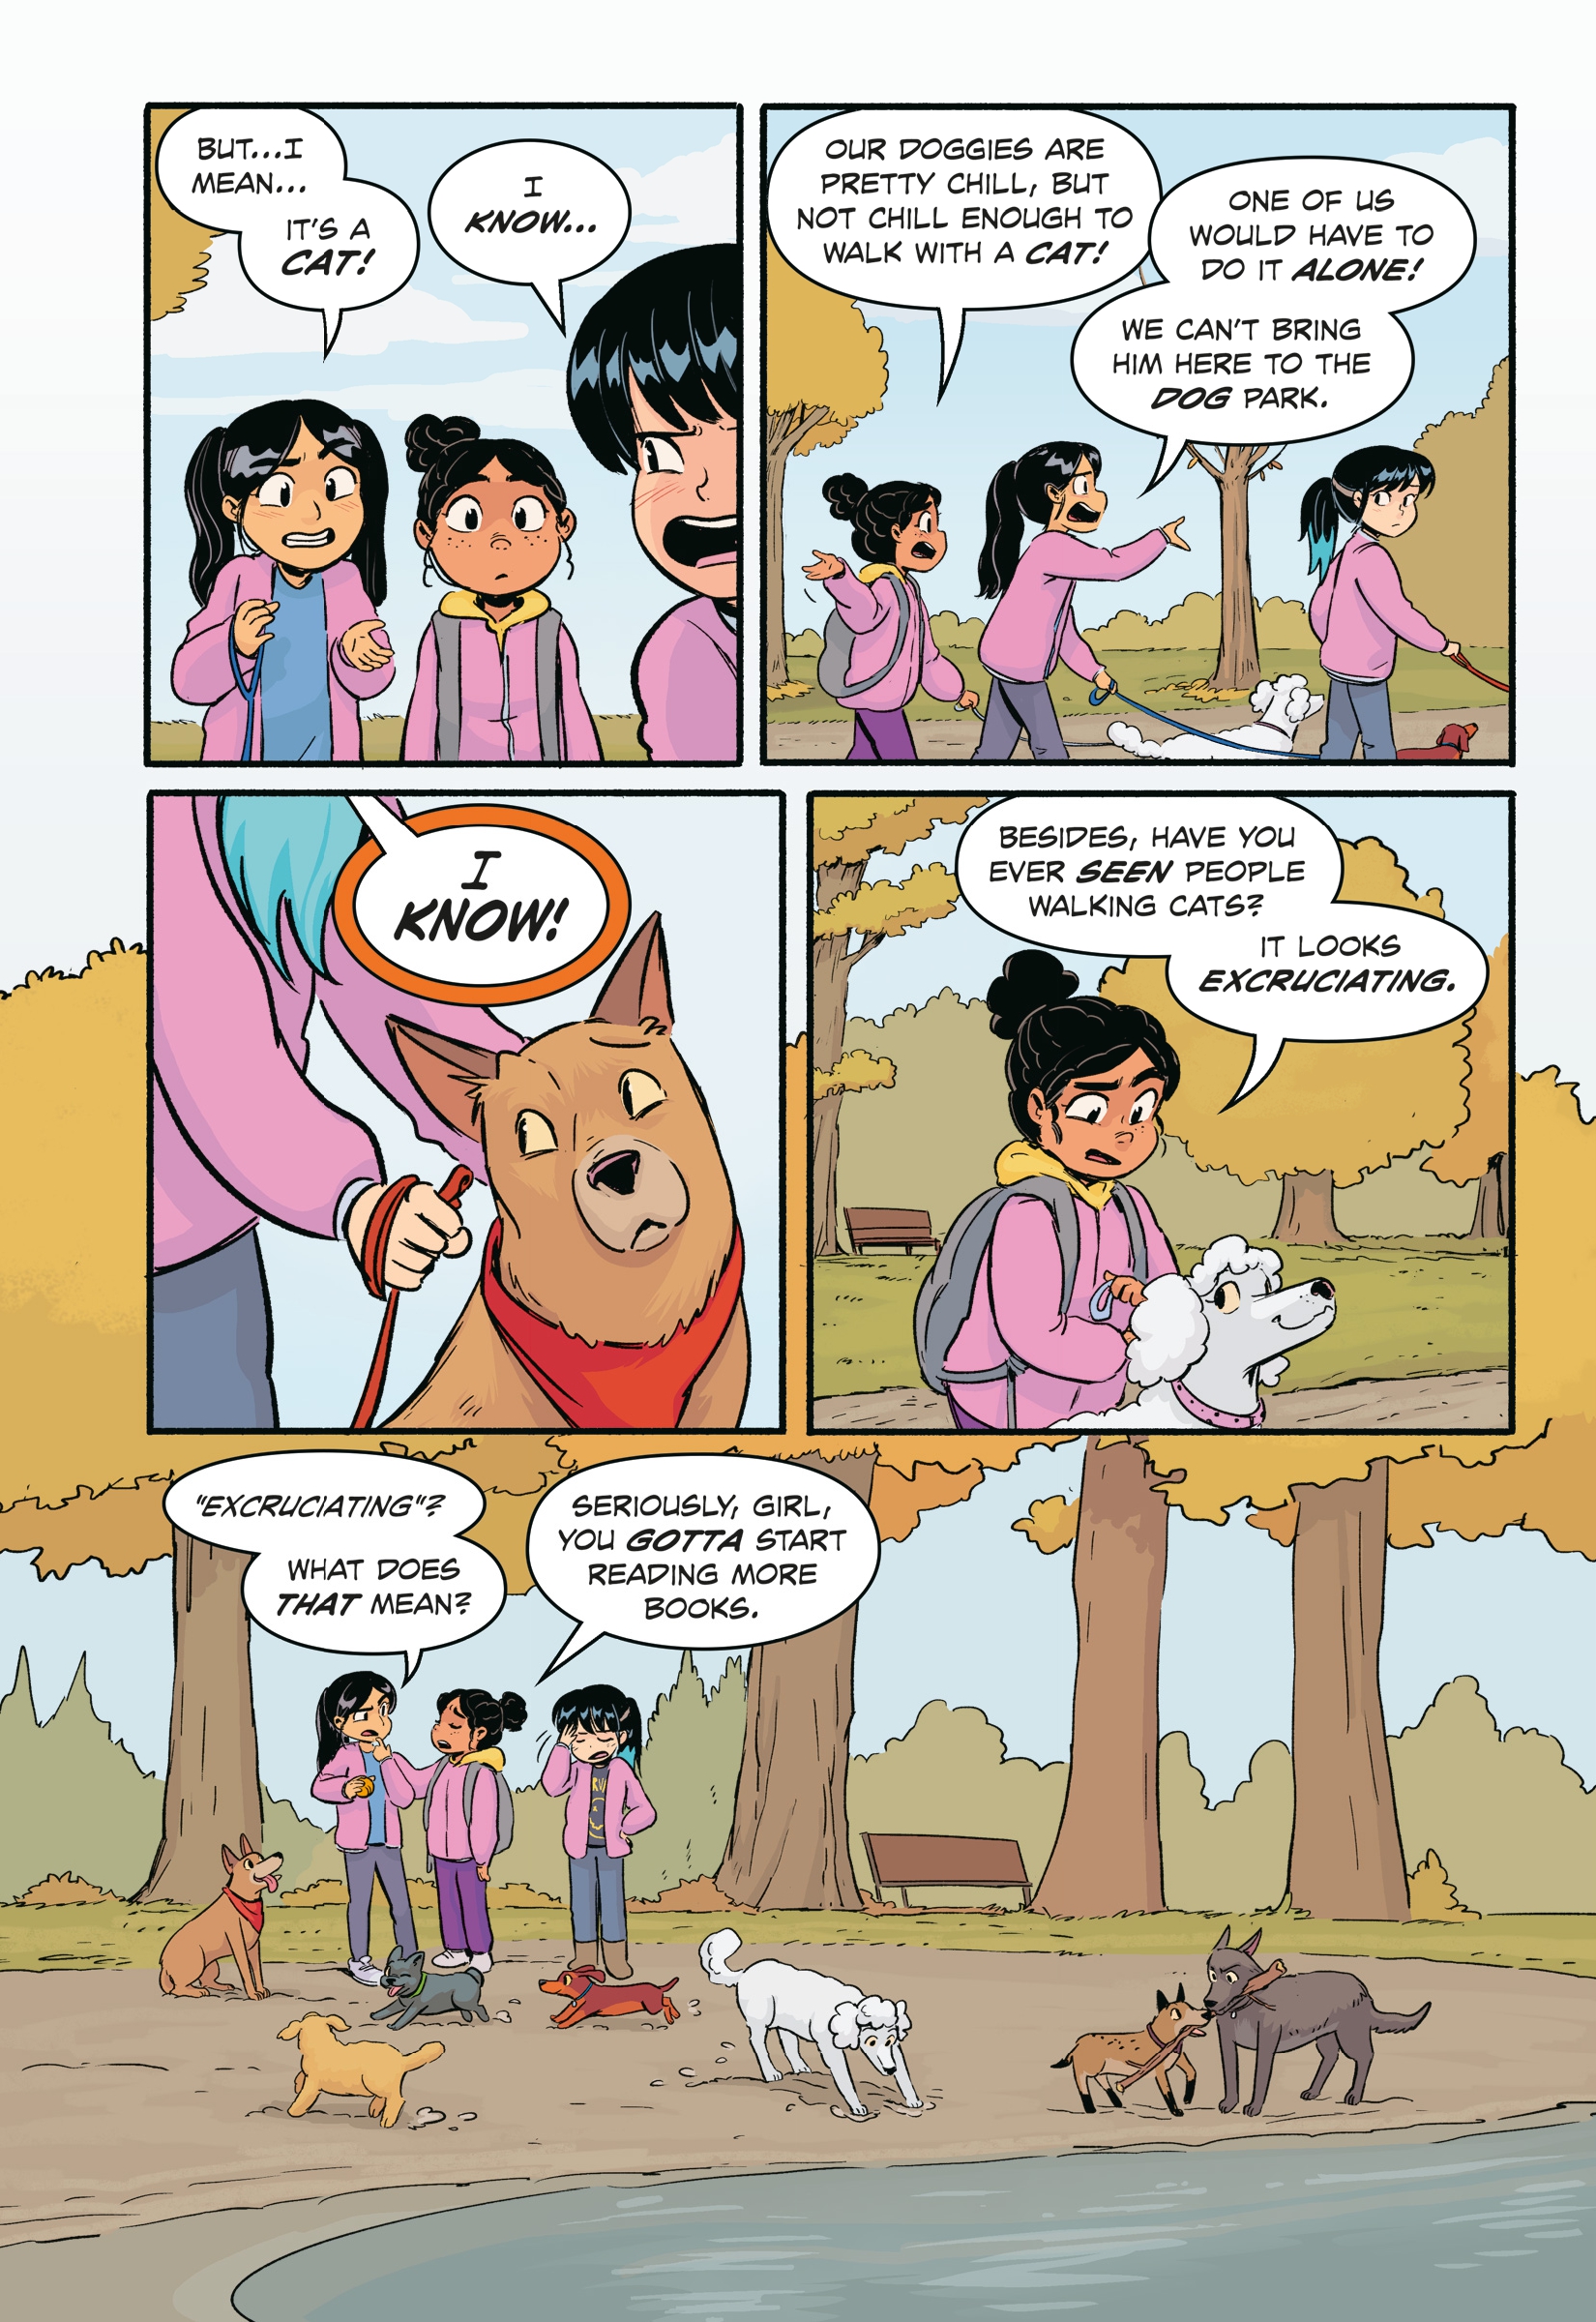 BUT...I
MEAN...
IT'S A
CAT!
I
KNOW...
OUR DOGGIES ARE
PRETTY CHILL, BUT
NOT CHILL ENOUGH TO
WALK WITH A CAT!
ONE OF US
WOULD HAVE TO
DO IT ALONE!
WE CAN'T BRING
HIM HERE TO THE
DOG PARK.
I
KNOW!
BESIDES, HAVE YOU
EVER SEEN PEOPLE
WALKING CATS?
IT LOOKS
EXCRUCIATING.
"EXCRUCIATING"?
WHAT DOES
THAT MEAN?
SERIOUSLY, GIRL,
YOU GOTTA START
READING MORE
BOOKS.